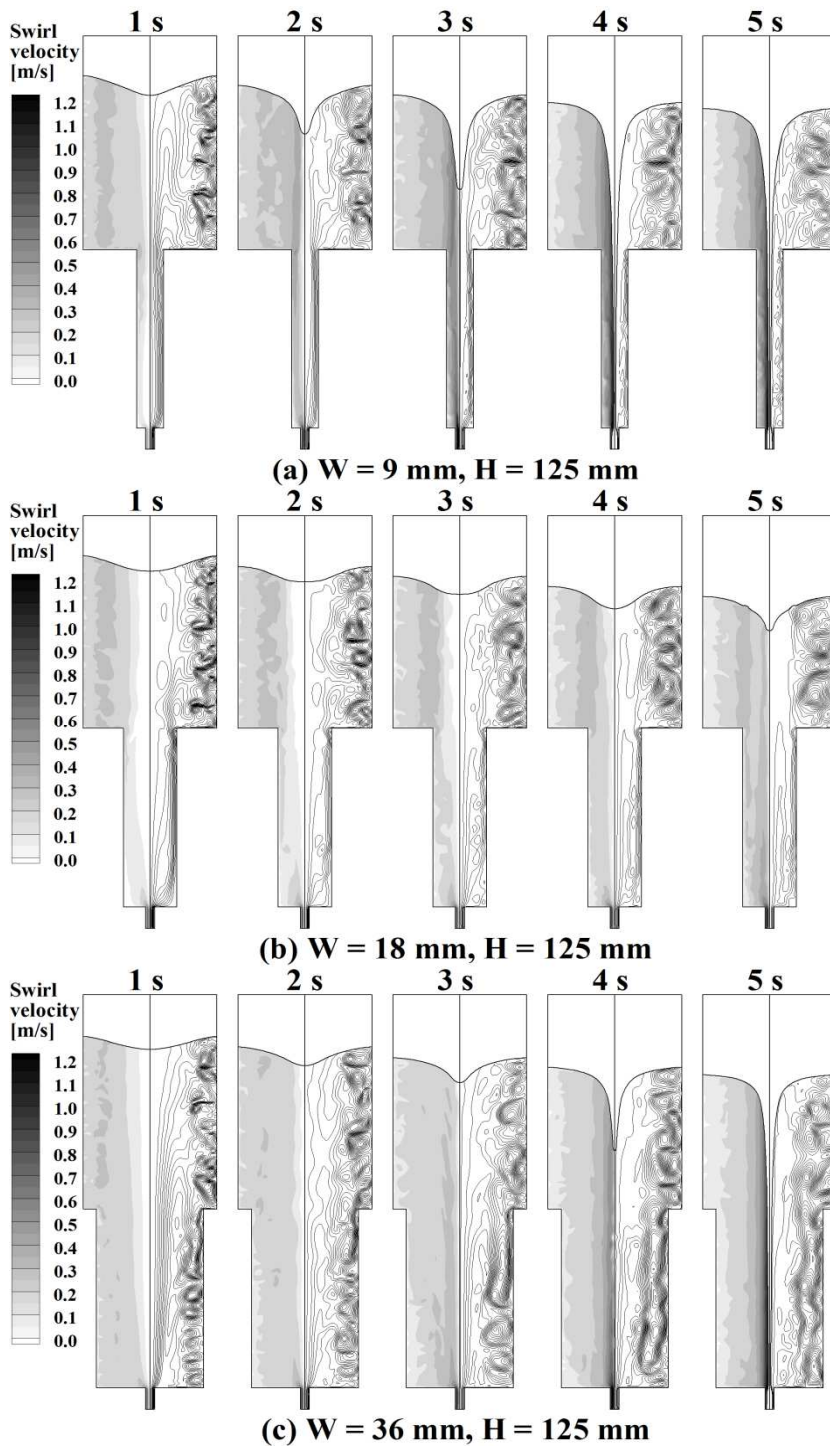 1 s 2 s 3 s 4 s 5 s
Swirl
velocity
[m/s]
1.2
1.1
1.0
0.9
0.8
0.7
0.6
0.5
0.4
0.3
0.2
0.1
0.0
(a) W = 9 mm, H = 125 mm
1 s 2 s 3 s 4 s 5 s
Swirl
velocity
[m/s]
1.2
1.1
1.0
0.9
0.8
0.7
0.6
0.5
0.4
0.3
0.2
0.1
0.0
(b) W = 18 mm, H = 125 mm
1 s 2 s 3 s 4 s 5 s
Swirl
velocity
[m/s]
1.2
1.1
1.0
0.9
0.8
0.7
0.6
0.5
0.4
0.3
0.2
0.1
0.0
(c) W = 36 mm, H = 125 mm